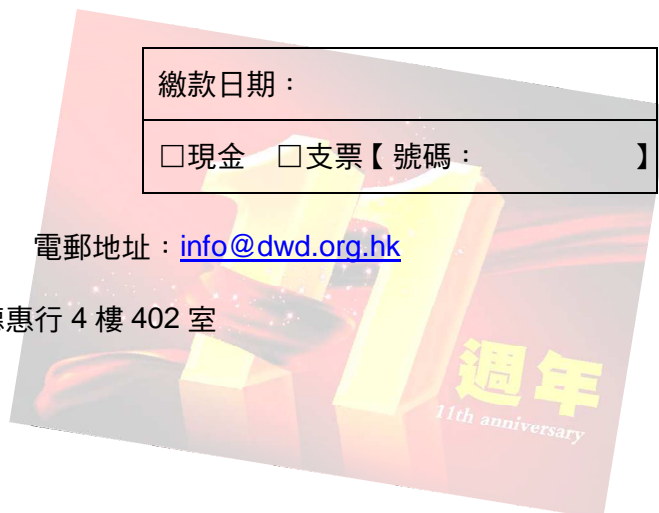 繳款日期：
□現金 □支票【號碼： 】
電郵地址：info@dwd.org.hk
惠行 4 樓 402 室
11
週年
11th anniversary